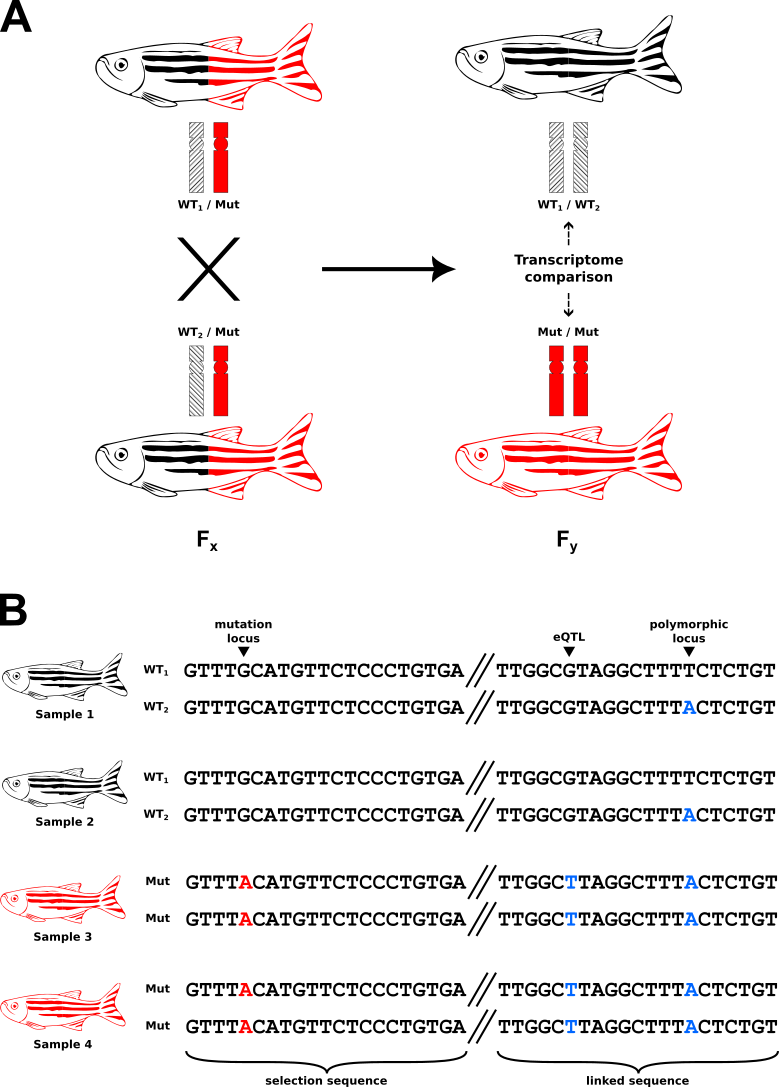 A
WT1 / Mut
WT1 / WT2
Transcriptome
comparison
WT2 / Mut
Mut / Mut
Fx
Fy
B
mutation
locus
eQTL
polymorphic
locus
WT1 GTTTGCATGTTCTCCCTGTGA // TTGGCGTAGGCTTTTCTCTGT
WT2 GTTTGCATGTTCTCCCTGTGA // TTGGCGTAGGCTTTACTCTGT
Sample 1
WT1 GTTTGCATGTTCTCCCTGTGA // TTGGCGTAGGCTTTTCTCTGT
WT2 GTTTGCATGTTCTCCCTGTGA // TTGGCGTAGGCTTTACTCTGT
Sample 2
Mut GTTTACATGTTCTCCCTGTGA // TTGGCTTAGGCTTTACTCTGT
Mut GTTTACATGTTCTCCCTGTGA // TTGGCTTAGGCTTTACTCTGT
Sample 3
Mut GTTTACATGTTCTCCCTGTGA // TTGGCTTAGGCTTTACTCTGT
Mut GTTTACATGTTCTCCCTGTGA // TTGGCTTAGGCTTTACTCTGT
Sample 4
selection sequence
linked sequence